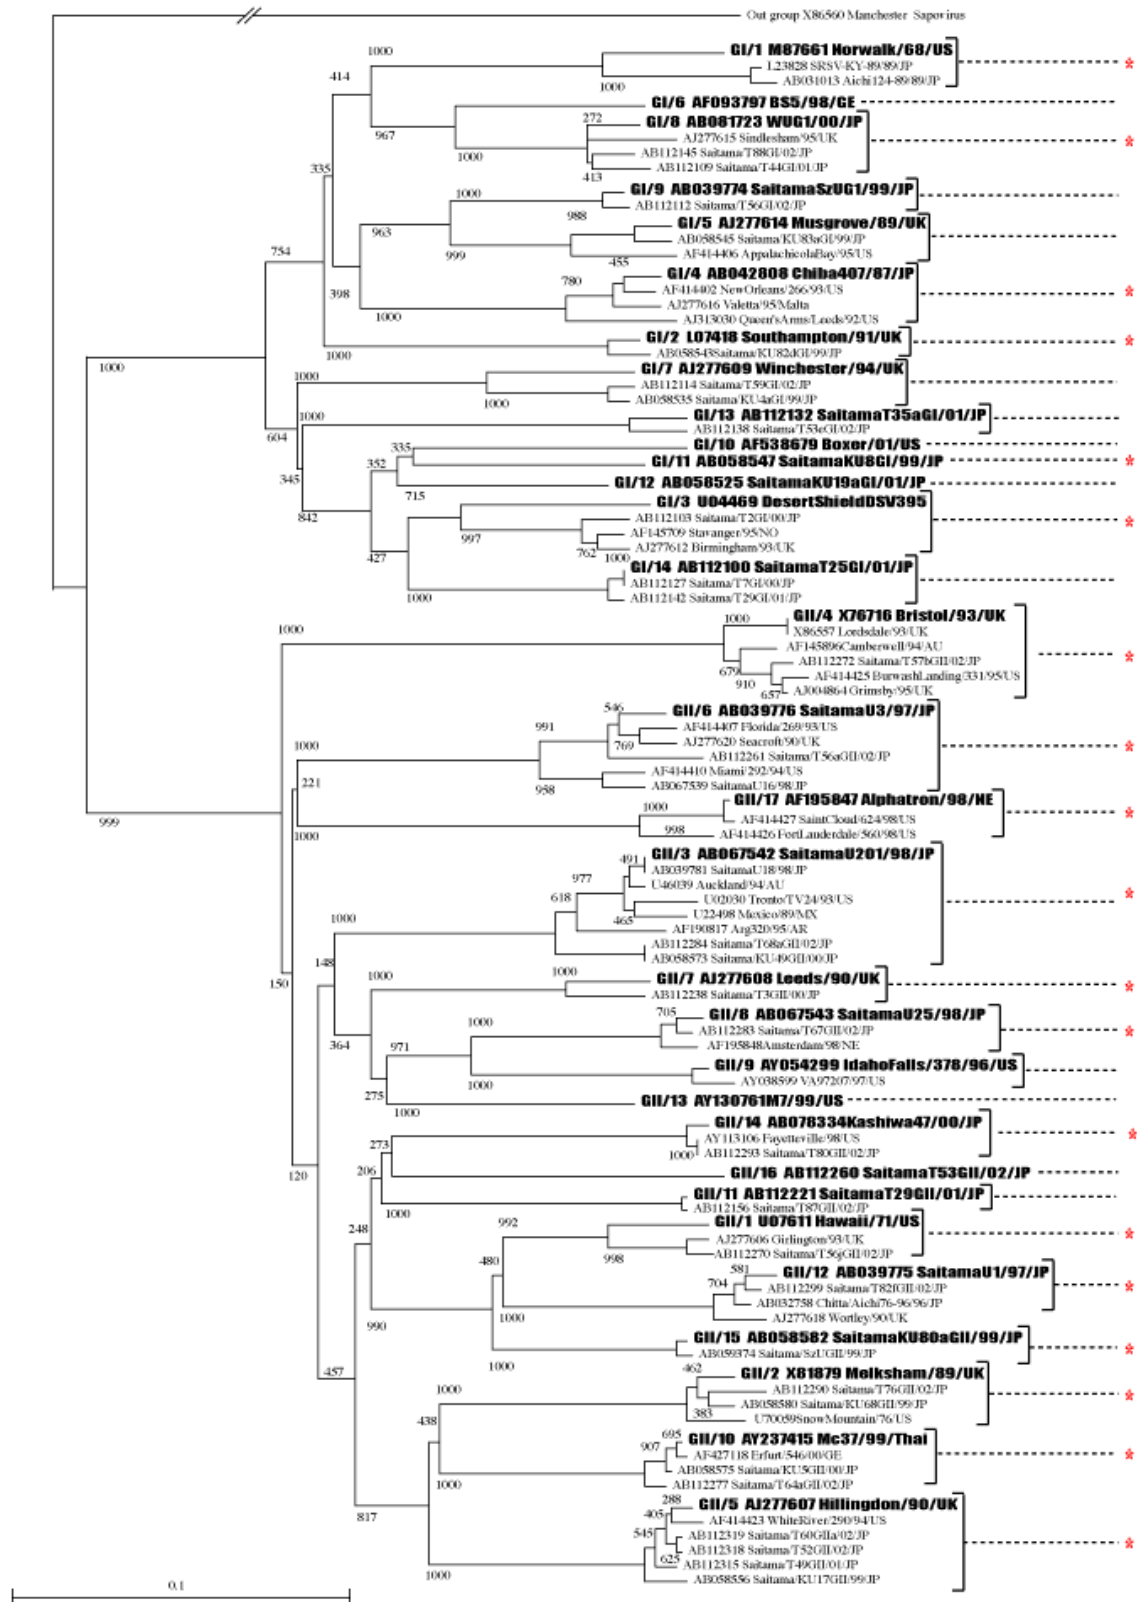 Out group X86560 Manchester Sapovirus
1000
GI/1 M87661 Norwalk/68/US
L23828 SRSV-KY-89/89/JP
414
AB031013 Aichi124-89/89/JP
1000
GI/6 AF093797 BS5/98/GE
272
GI/8 AB081723 WUG1/00/JP
967
AJ277615 Sindlesham/95/UK
1000
AB112145 Saitama/T88GI/02/JP
335
AB112109 Saitama/T44GI/01/JP
413
1000
GI/9 AB039774 SaitamaSzUG1/99/JP
AB112112 Saitama/T56GI/02/JP
988
963
GI/5 AJ277614 Musgrove/89/UK
AB058545 Saitama/KU83aGI/99/JP
754
999
AF414406 AppalachicolaBay/95/US
455
780
GI/4 AB042808 Chiba407/87/JP
AF414402 NewOrleans/266/93/US
398
AJ277616 Valetta/95/Malta
1000
AJ313030 Queen'sArms/Leeds/92/US
GI/2 L07418 Southampton/91/UK
1000
AB058543Saitama/KU82dGI/99/JP
1000
GI/7 AJ277609 Winchester/94/UK
1000
AB112114 Saitama/T59GI/02/JP
1000
AB058535 Saitama/KU4aGI/99/JP
1000
GI/13 AB112132 SaitamaT35aGI/01/JP
604
AB112138 Saitama/T53cGI/02/JP
335
GI/10 AF538679 Boxer/01/US
352
GI/11 AB058547 SaitamaKU8GI/99/JP
345
GI/12 AB058525 SaitamaKU19aGI/01/JP
715
842
GI/3 U04469 DesertShieldDSV395
AB112103 Saitama/T2GI/00/JP
997
AF145709 Stavanger/95/NO
762
AJ277612 Birmingham/93/UK
427
1000
GI/14 AB112100 SaitamaT25GI/01/JP
AB112127 Saitama/T7GI/00/JP
1000
AB112142 Saitama/T29GI/01/JP
1000
1000
GII/4 X76716 Bristol/93/UK
X86557 Lordsdale/93/UK
AF145896Camberwell/94/AU
AB112272 Saitama/T57bGII/02/JP
679
AF414425 BurwashLanding/331/95/US
910
657
AJ004864 Grimsby/95/UK
546
GII/6 AB039776 SaitamaU3/97/JP
991
AF414407 Florida/269/93/US
1000
769
AJ277620 Seacroft/90/UK
AB112261 Saitama/T56aGII/02/JP
AF414410 Miami/292/94/US
221
958
AB067539 SaitamaU16/98/JP
1000
GII/17 AF195847 Alphatron/98/NE
999
AF414427 SaintCloud/624/98/US
1000
998
AF414426 FortLauderdale/560/98/US
491
GII/3 AB067542 SaitamaU201/98/JP
AB039781 SaitamaU18/98/JP
977
U46039 Auckland/94/AU
618
U02030 Tronto/TV24/93/US
1000
465
U22498 Mexico/89/MX
AF190817 Arg320/95/AR
AB112284 Saitama/T68aGII/02/JP
148
AB058573 Saitama/KU49GII/00/JP
150
1000
1000
GII/7 AJ277608 Leeds/90/UK
AB112238 Saitama/T3GII/00/JP
705
GII/8 AB067543 SaitamaU25/98/JP
1000
AB112283 Saitama/T67GII/02/JP
364
971
AF195848Amsterdam/98/NE
GII/9 AY054299 IdahoFalls/378/96/US
1000
AY038599 VA97207/97/US
275
1000
GII/13 AY130761M7/99/US
GII/14 AB078334Kashiwa47/00/JP
273
AY113106 Fayetteville/98/US
1000
AB112293 Saitama/T80GII/02/JP
120
206
GII/16 AB112260 SaitamaT53GII/02/JP
GII/11 AB112221 SaitamaT29GII/01/JP
1000
AB112156 Saitama/T87GII/02/JP
248
992
GII/1 U07611 Hawaii/71/US
AJ277606 Girlington/93/UK
480
998
AB112270 Saitama/T56jGII/02/JP
581
GII/12 AB039775 SaitamaU1/97/JP
704
AB112299 Saitama/T82fGII/02/JP
AB032758 Chitta/Aichi76-96/96/JP
990
1000
AJ277618 Wortley/90/UK
GII/15 AB058582 SaitamaKU80aGII/99/JP
AB059374 Saitama/SzUGII/99/JP
457
1000
462
GII/2 X81879 Melksham/89/UK
1000
AB112290 Saitama/T76GII/02/JP
AB058580 Saitama/KU68GII/99/JP
438
383
U70059SnowMountain/76/US
695
GII/10 AY237415 Mc37/99/Thai
907
AF427118 Erfurt/546/00/GE
AB058575 Saitama/KU5GII/00/JP
1000
AB112277 Saitama/T64aGII/02/JP
288
GII/5 AJ277607 Hillingdon/90/UK
817
405
AF414423 WhiteRiver/290/94/US
545
AB112319 Saitama/T60GIIa/02/JP
AB112318 Saitama/T52GII/02/JP
625
AB112315 Saitama/T49GII/01/JP
1000
AB058556 Saitama/KU17GII/99/JP
0.1